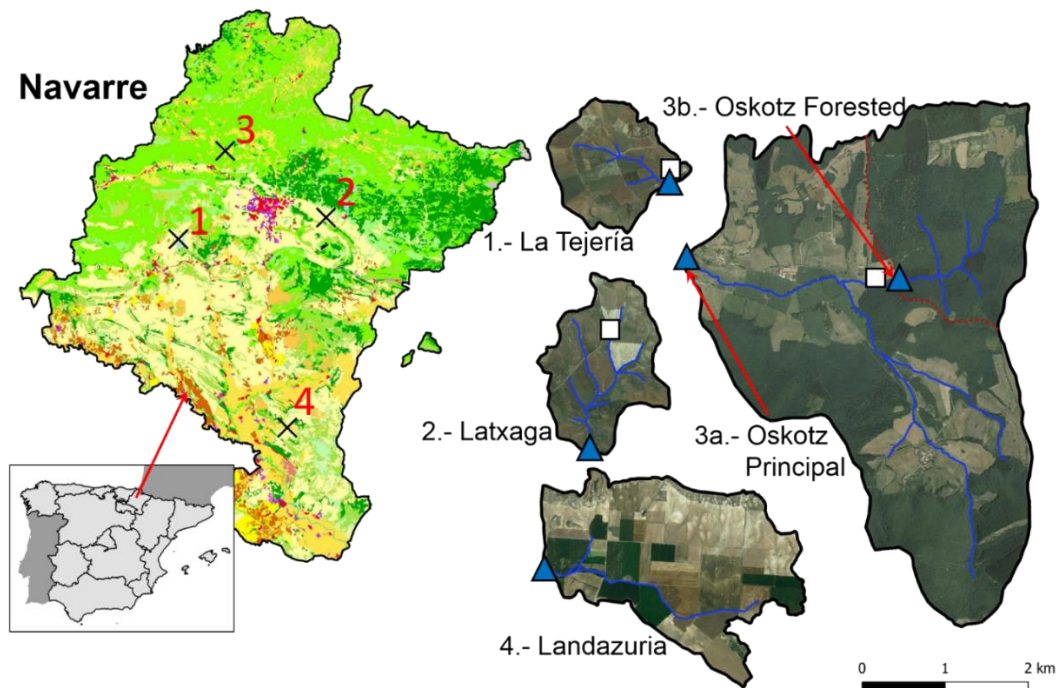 Navarre
3
2
1
4
3b.- Oskotz Forested
1.- La Tejería
2.- Latxaga
3a.- Oskotz
Principal
4.- Landazuria
0 1 2 km